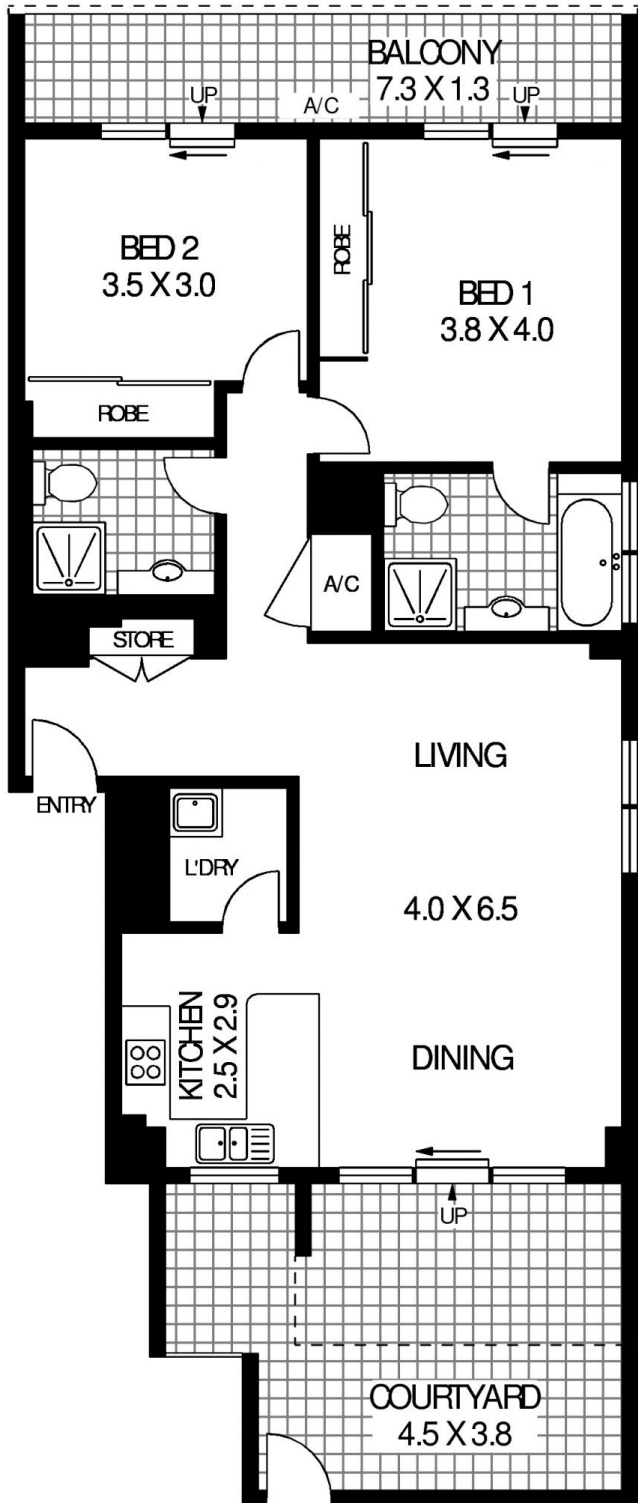 BALCONY
7.3 X 1.3
UP
A/C
UP
BED 2
3.5 X 3.0
ROBE
BED 1
3.8 X 4.0
ROBE
A/C
STORE
LIVING
ENTRY
L'DRY
4.0 X 6.5
KITCHEN
2.5 X 2.9
DINING
UP
COURTYARD
4.5 X 3.8